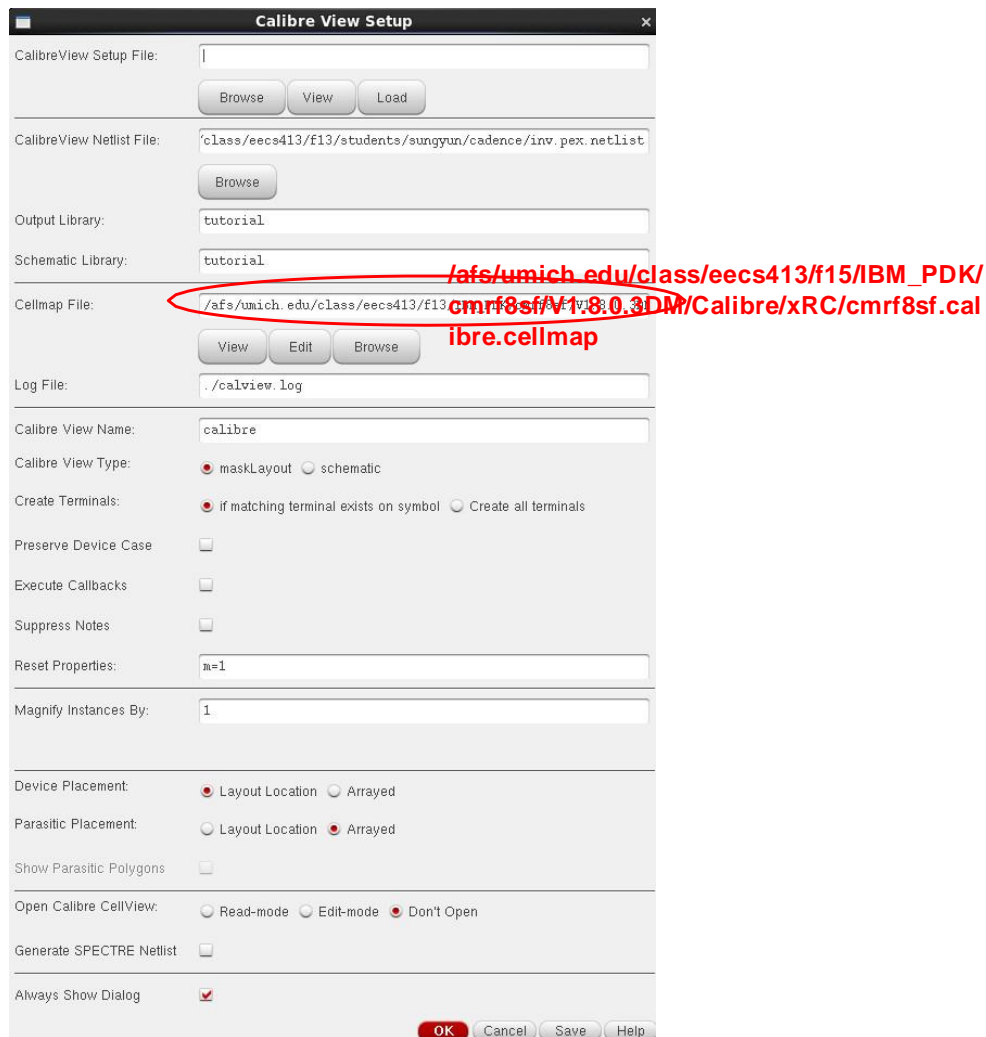 Calibre View Setup
CalibreView Setup File:
Browse View Load
CalibreView Netlist File: /class/eecs413/f13/students/sungyun/cadence/inv.pex.netlist
Browse
Output Library: tutorial
Schematic Library: tutorial
/afs/umich.edu/class/eecs413/f15/IBM_PDK/
cmrf8sf/V1.8.0.3DM/Calibre/xRC/cmrf8sf.cal
ibre.cellmap
Cellmap File: /afs/umich.edu/class/eecs413/f13/
View Edit Browse
Log File: ./calview.log
Calibre View Name: calibre
Calibre View Type: maskLayout schematic
Create Terminals: if matching terminal exists on symbol Create all terminals
Preserve Device Case
Execute Callbacks
Suppress Notes
Reset Properties: m=1
Magnify Instances By: 1
Device Placement: Layout Location Arrayed
Parasitic Placement: Layout Location Arrayed
Show Parasitic Polygons
Open Calibre CellView: Read-mode Edit-mode Don't Open
Generate SPECTRE Netlist
Always Show Dialog
OK Cancel Save Help